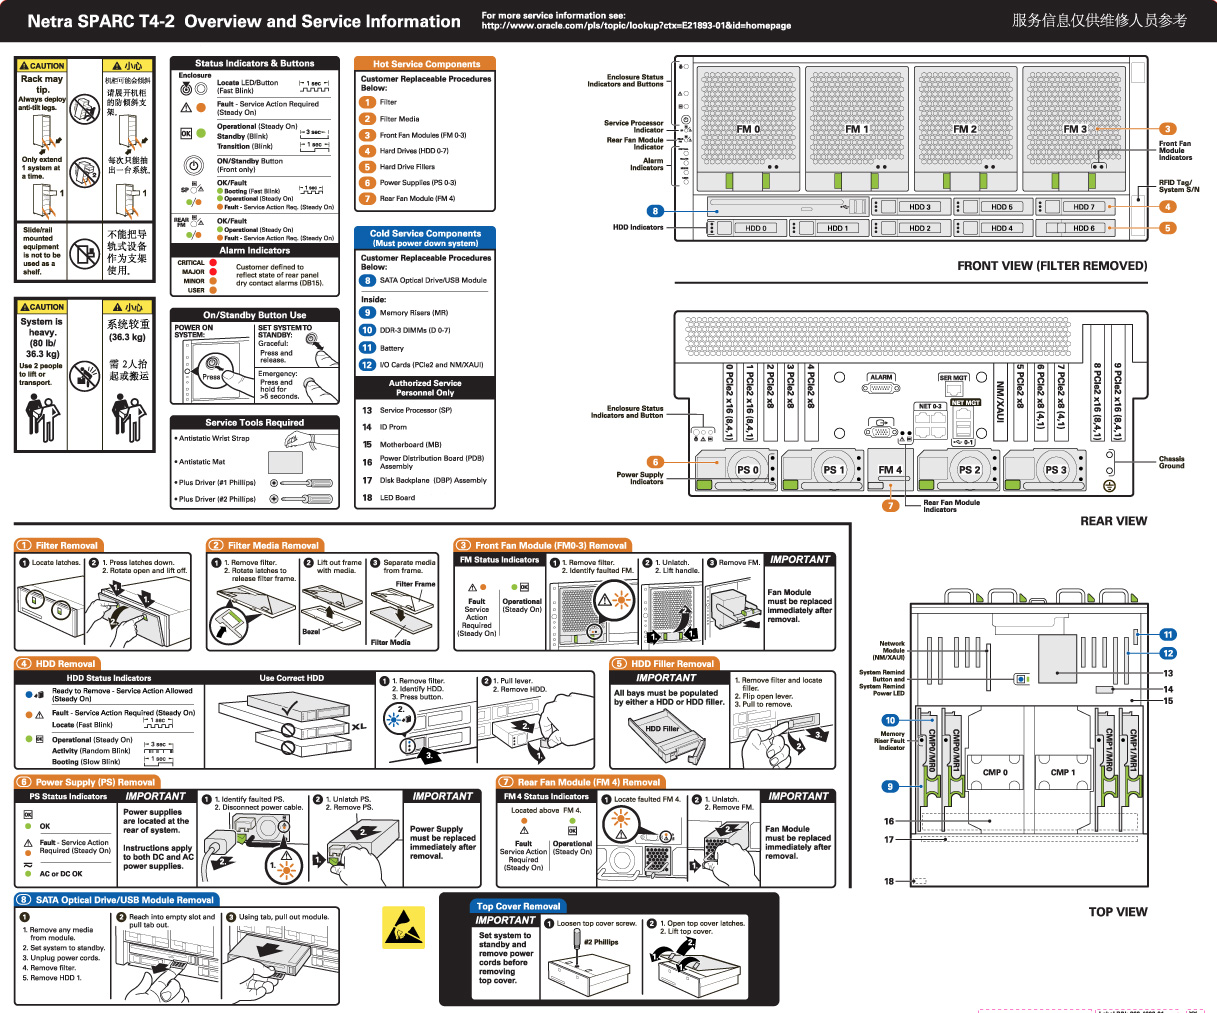 Netra SPARC T4-2 Overview and Service Information
For more service information see:
http://www.oracle.com/pls/topic/lookup?ctx=E21893-01&id=homepage
服务信息仅供维修人员参考
CAUTION
小心
Rack may
tip.
Always deploy
anti-tilt legs.
机柜可能会倾斜
请展开机柜
的防倾斜支
架。
Only extend
1 system at
a time.
每次只能抽
出一台系统。
2
1
1
Slide/rail
mounted
equipment
is not to be
used as a
shelf.
不能把导
轨式设备
作为支架
使用。
CAUTION
小心
System is
heavy.
(80 lb/
36.3 kg)
Use 2 people
to lift or
transport.
系统较重
(36.3 kg)
需 2人抬
起或搬运
Status Indicators & Buttons
Enclosure
Locate LED/Button
(Fast Blink)
1 sec
Fault - Service Action Required
(Steady On)
OK
Operational (Steady On)
Standby (Blink)
Transition (Blink)
3 sec
1 sec
ON/Standby Button
(Front only)
SP
OK/Fault
Booting (Fast Blink)
Operational (Steady On)
Fault - Service Action Req. (Steady On)
1 sec
REAR
FM
OK/Fault
Operational (Steady On)
Fault - Service Action Req. (Steady On)
Alarm Indicators
CRITICAL
MAJOR
MINOR
USER
Customer defined to
reflect state of rear panel
dry contact alarms (DB15).
On/Standby Button Use
POWER ON
SYSTEM:
Press
SET SYSTEM TO
STANDBY:
Graceful:
Press and
release.
Emergency:
Press and
hold for
>5 seconds.
Service Tools Required
• Antistatic Wrist Strap
• Antistatic Mat
• Plus Driver (#1 Phillips)
• Plus Driver (#2 Phillips)
Hot Service Components
Customer Replaceable Procedures
Below:
1 Filter
2 Filter Media
3 Front Fan Modules (FM 0-3)
4 Hard Drives (HDD 0-7)
5 Hard Drive Fillers
6 Power Supplies (PS 0-3)
7 Rear Fan Module (FM 4)
Cold Service Components
(Must power down system)
Customer Replaceable Procedures
Below:
8 SATA Optical Drive/USB Module
Inside:
9 Memory Risers (MR)
10 DDR-3 DIMMs (D 0-7)
11 Battery
12 I/O Cards (PCIe2 and NM/XAUI)
Authorized Service
Personnel Only
13 Service Processor (SP)
14 ID Prom
15 Motherboard (MB)
16 Power Distribution Board (PDB)
Assembly
17 Disk Backplane (DBP) Assembly
18 LED Board
Enclosure Status
Indicators and Buttons
Service Processor
Indicator
Rear Fan Module
Indicator
Alarm
Indicators
8
HDD Indicators
FM 0
FM 1
FM 2
FM 3
HDD 3
HDD 5
HDD 7
HDD 0
HDD 1
HDD 2
HDD 4
HDD 6
3
Front Fan
Module
Indicators
RFID Tag/
System S/N
4
5
FRONT VIEW (FILTER REMOVED)
0 PCIe2 x16 (8,4,1)
1 PCIe2 x16 (8,4,1)
2 PCIe2 x8
3 PCIe2 x8
4 PCIe2 x8
ALARM
SER MGT
NET 0-3
NET MGT
0-1
NM/XAUI
5 PCIe2 x8
6 PCIe2 x8 (4,1)
7 PCIe2 x8 (4,1)
8 PCIe2 x16 (8,4,1)
9 PCIe2 x16 (8,4,1)
Enclosure Status
Indicators and Button
6
Power Supply
Indicators
PS 0
PS 1
FM 4
PS 2
PS 3
7
Rear Fan Module
Indicators
Chassis
Ground
REAR VIEW
1 Filter Removal
1 Locate latches.
2 1. Press latches down.
2. Rotate open and lift off.
1.
1.
2.
2 Filter Media Removal
1 1. Remove filter.
2. Rotate latches to
release filter frame.
2 Lift out frame
with media.
Bezel
3 Separate media
from frame.
Filter Frame
Filter Media
3 Front Fan Module (FM0-3) Removal
FM Status Indicators
OK
Fault
Service
Action
Required
(Steady On)
Operational
(Steady On)
1 1. Remove filter.
2. Identify faulted FM.
2 1. Unlatch.
2. Lift handle.
2.
1.
1.
3 Remove FM.
IMPORTANT
Fan Module
must be replaced
immediately after
removal.
4 HDD Removal
HDD Status Indicators
Ready to Remove - Service Action Allowed
(Steady On)
Fault - Service Action Required (Steady On)
Locate (Fast Blink)
1 sec
OK
Operational (Steady On)
Activity (Random Blink)
Booting (Slow Blink)
3 sec
1 sec
Use Correct HDD
XL
1 1. Remove filter.
2. Identify HDD.
3. Press button.
2.
3.
2 1. Pull lever.
2. Remove HDD.
2.
1.
5 HDD Filler Removal
IMPORTANT
All bays must be populated
by either a HDD or HDD filler.
HDD Filler
1. Remove filter and locate
filler.
2. Flip open lever.
3. Pull to remove.
3.
2.
6 Power Supply (PS) Removal
PS Status Indicators
OK
OK
Fault - Service Action
Required (Steady On)
AC or DC OK
IMPORTANT
Power supplies
are located at the
rear of system.
Instructions apply
to both DC and AC
power supplies.
1 1. Identify faulted PS.
2. Disconnect power cable.
2.
1.
2 1. Unlatch PS.
2. Remove PS.
2.
1.
IMPORTANT
Power Supply
must be replaced
immediately after
removal.
7 Rear Fan Module (FM 4) Removal
FM 4 Status Indicators
Located above FM 4.
OK
Fault
Service Action
Required
(Steady On)
Operational
(Steady On)
1 Locate faulted FM 4.
2 1. Unlatch.
2. Remove FM.
2.
1.
IMPORTANT
Fan Module
must be replaced
immediately after
removal.
8 SATA Optical Drive/USB Module Removal
1
1. Remove any media
from module.
2. Set system to standby.
3. Unplug power cords.
4. Remove filter.
5. Remove HDD 1.
2 Reach into empty slot and
pull tab out.
3 Using tab, pull out module.
Top Cover Removal
IMPORTANT
Set system to
standby and
remove power
cords before
removing
top cover.
1 Loosen top cover screw.
#2 Phillips
2 1. Open top cover latches.
2. Lift top cover.
2.
1.
1.
Network
Module
(NM/XAUI)
System Remind
Button and
System Remind
Power LED
10
Memory
Riser Fault
Indicator
9
16
17
18
CMP0/MR0
CMP0/MR1
CMP 0
CMP 1
CMP1/MR0
CMP1/MR1
11
12
13
14
15
TOP VIEW